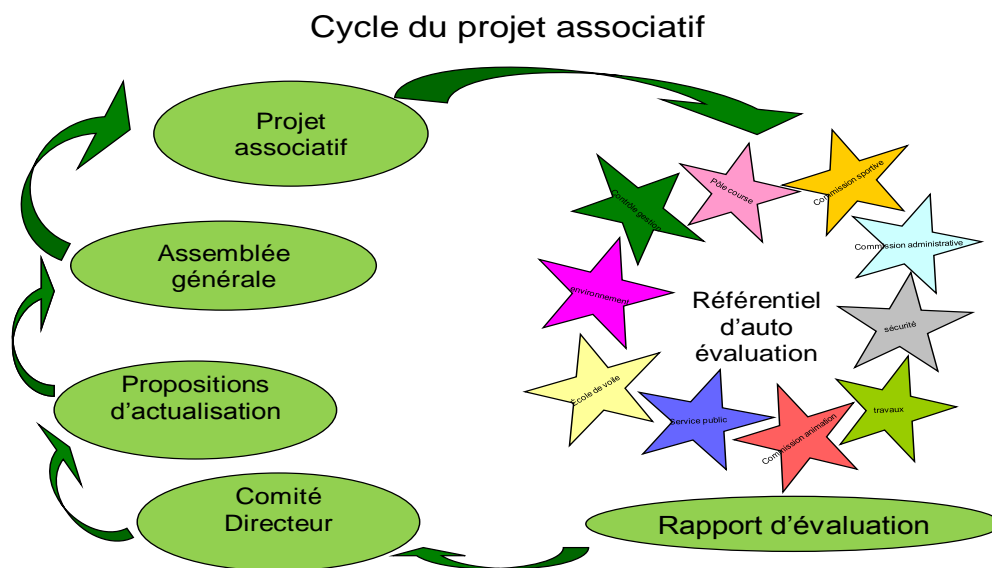 Cycle du projet associatif
Projet
associatif
Assemblée
générale
Propositions
d'actualisation
Comité
Directeur
Contrôle gestion
Pôle course
Commission sportive
Commission administrative
environnement
Référentiel
d'auto
évaluation
sécurité
École de voile
Service public
Commission animation
travaux
Rapport d'évaluation